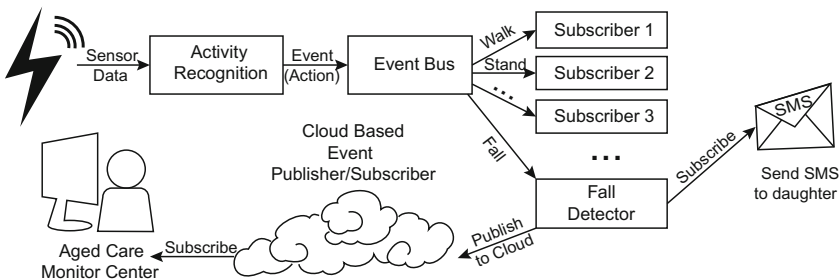 Sensor
Data
Activity
Recognition
Event
(Action)
Event Bus
Walk
Stand
...
Fall
Subscriber 1
Subscriber 2
Subscriber 3
...
Fall
Detector
Subscribe
SMS
Send SMS
to daughter
Publish
to Cloud
Cloud Based
Event
Publisher/Subscriber
Subscribe
Aged Care
Monitor Center